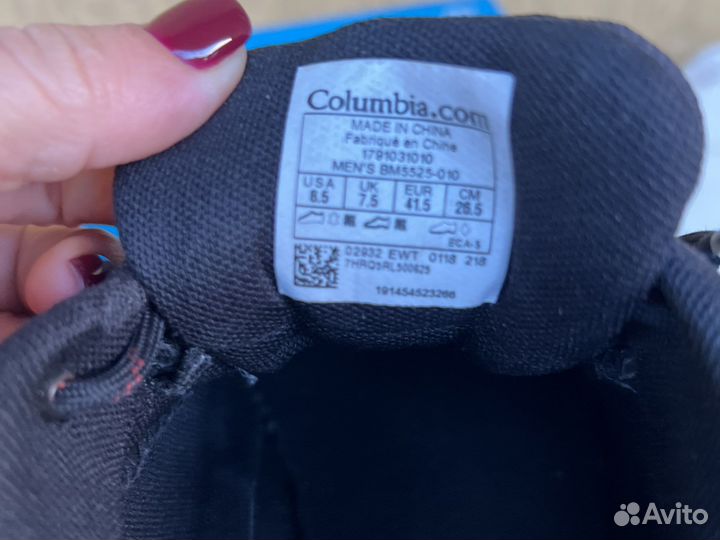 Columbia.com
MADE IN CHINA
Fabriqué en Chine
1791031010
MEN'S BM5525-010
USA UK EUR CM
8.5 7.5 41.5 26.5
ECA-5
02932 EWT 0118 218
7HRQ5RL500625
191454523266
Avito